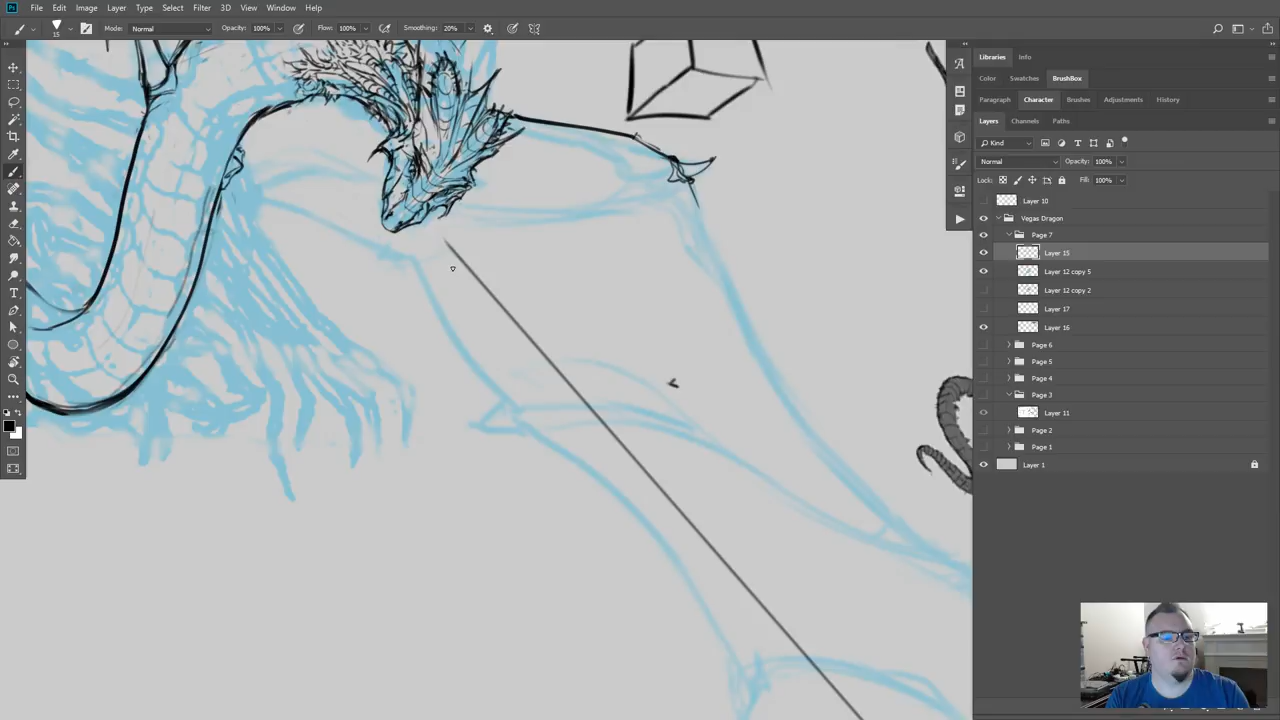 Ps File Edit Image Layer Type Select Filter 3D View Window Help
15 Mode: Normal Opacity: 100% Flow: 100% Smoothing: 20%
Libraries Info
Color Swatches BrushBox
Paragraph Character Brushes Adjustments History
Layers Channels Paths
Kind
Normal Opacity: 100%
Lock: Fill: 100%
Layer 10
Vegas Dragon
Page 7
Layer 15
Layer 12 copy 5
Layer 12 copy 2
Layer 17
Layer 16
Page 6
Page 5
Page 4
Page 3
Layer 11
Page 2
Page 1
Layer 1